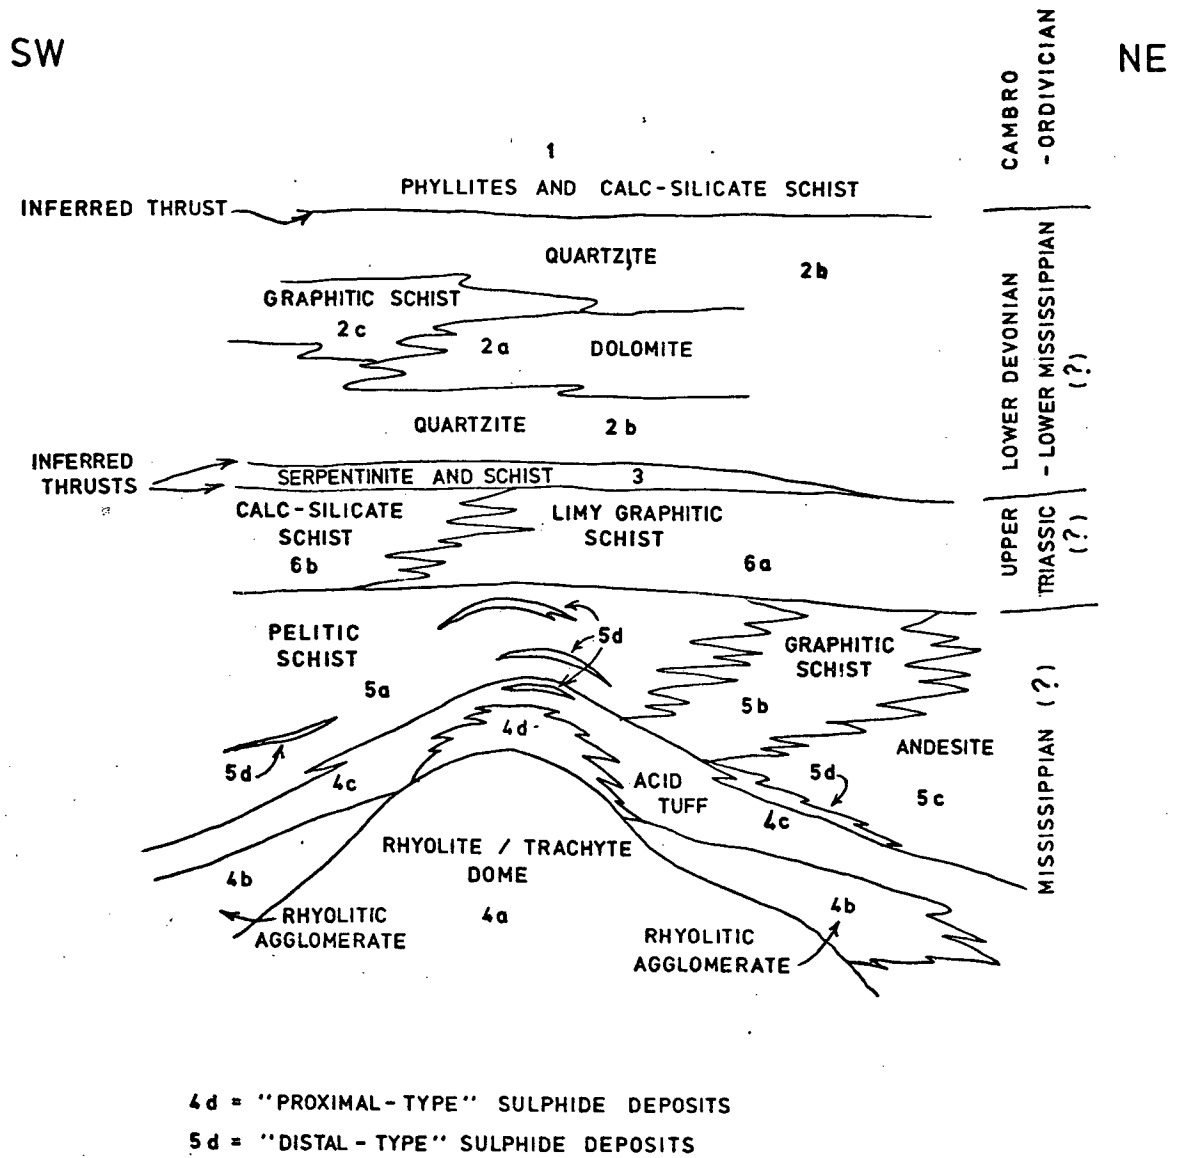 SW
NE
CAMBRO
- ORDIVICIAN
1
PHYLLITES AND CALC-SILICATE SCHIST
INFERRED THRUST
QUARTZITE
2b
GRAPHITIC SCHIST
2c
2a
DOLOMITE
LOWER DEVONIAN
- LOWER MISSISSIPPIAN
(?)
QUARTZITE 2b
INFERRED
THRUSTS
SERPENTINITE AND SCHIST 3
CALC-SILICATE
SCHIST
6b
LIMY GRAPHITIC
SCHIST
6a
UPPER
TRIASSIC
(?)
PELITIC
SCHIST
5a
5d
GRAPHITIC
SCHIST
5b
4d
ANDESITE
5c
5d
5d
4c
ACID
TUFF
4c
MISSISSIPPIAN (?)
RHYOLITE / TRACHYTE
DOME
4a
4b
RHYOLITIC
AGGLOMERATE
4b
RHYOLITIC
AGGLOMERATE
4d = "PROXIMAL-TYPE" SULPHIDE DEPOSITS
5d = "DISTAL-TYPE" SULPHIDE DEPOSITS